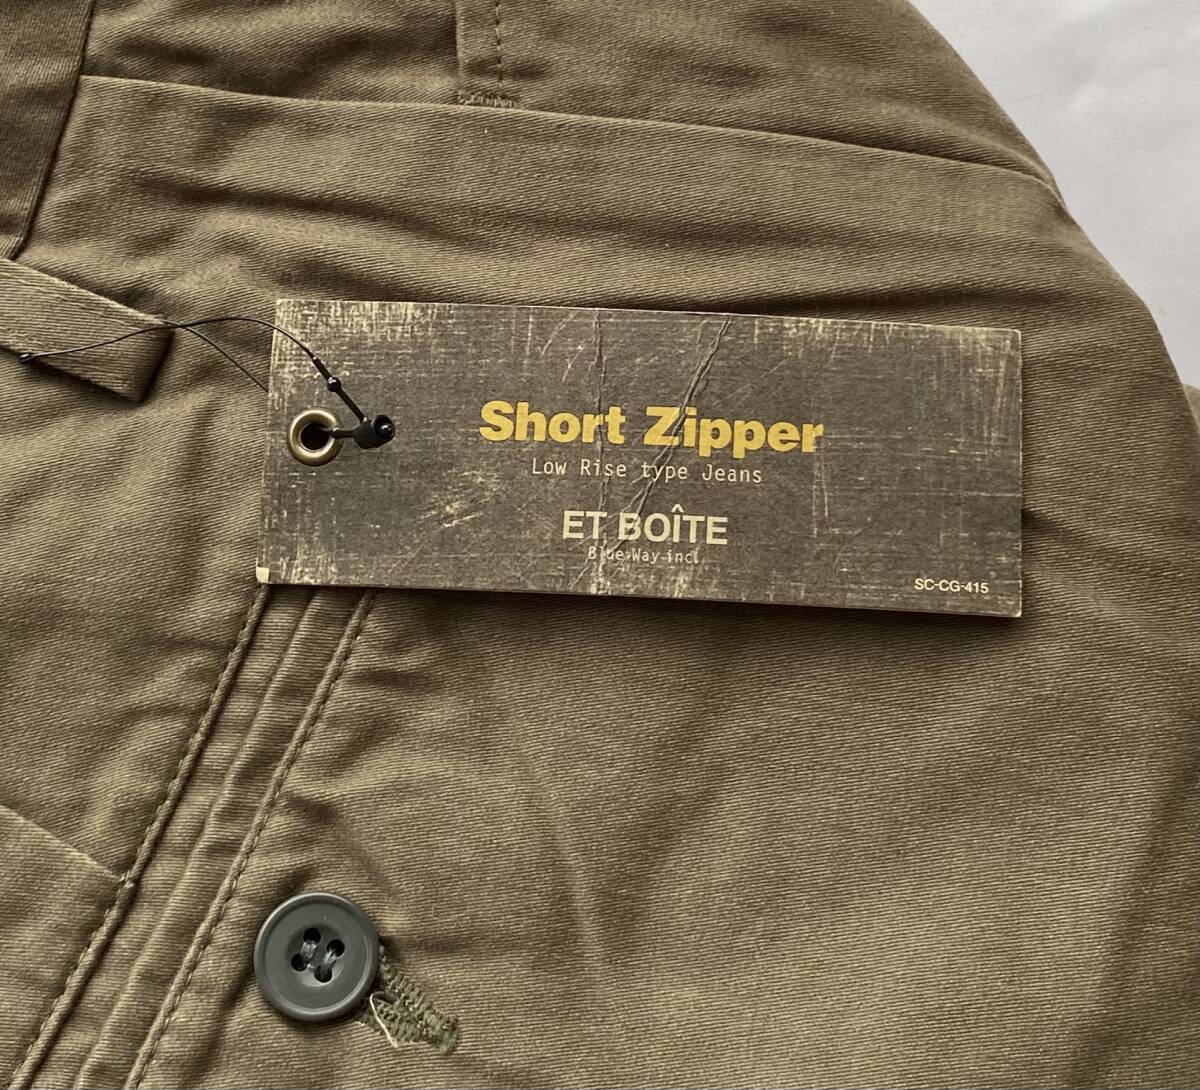 Short Zipper
Low Rise type Jeans
ET BOÎTE
Blue Way inc.
SC-CG-415